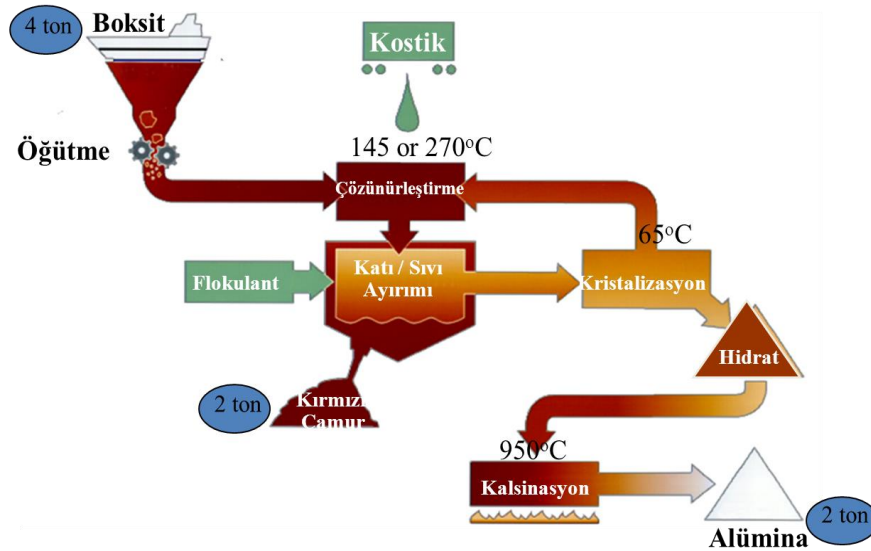 4 ton
Boksit
Kostik
Öğütme
145 or 270°C
Çözünürleştirme
65°C
Flokulant
Katı / Sıvı
Ayırımı
Kristalizasyon
Hidrat
2 ton
Kırmızı
Çamur
950°C
Kalsinasyon
Alümina
2 ton